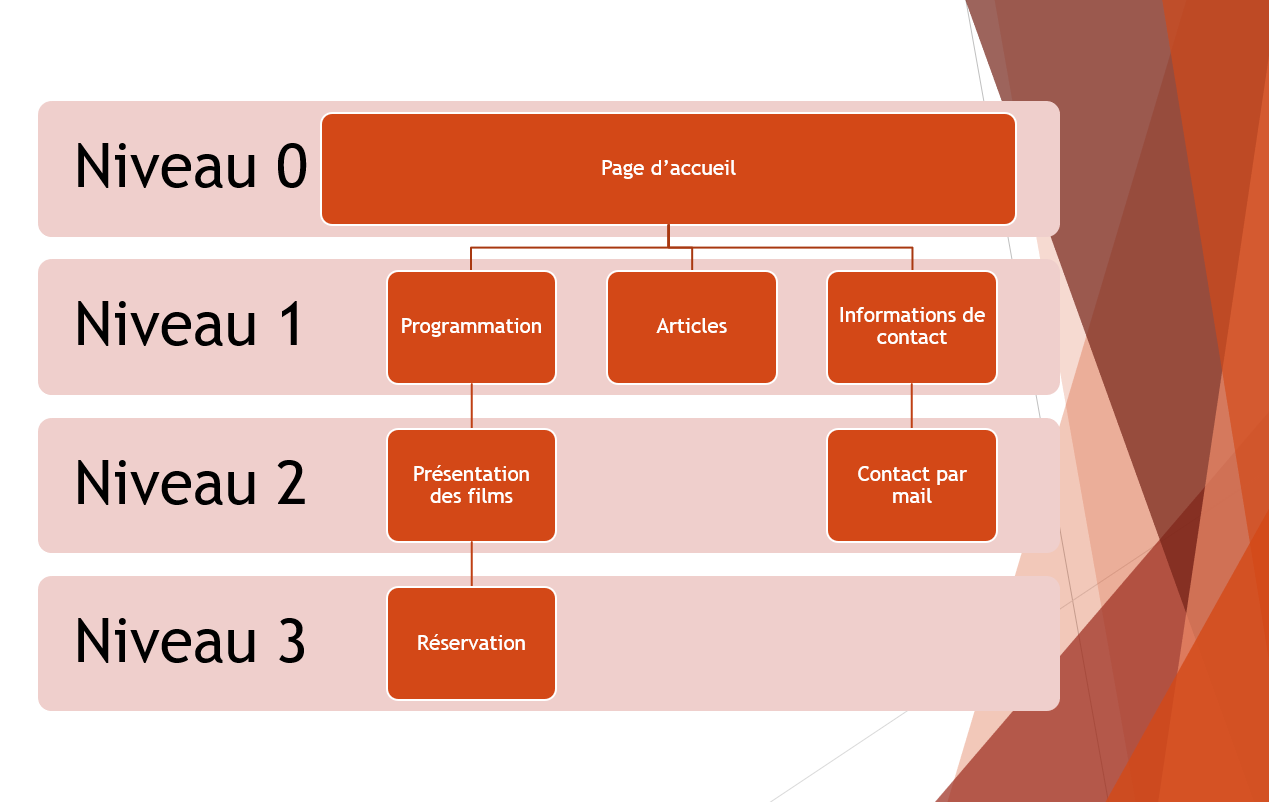 Niveau 0
Page d’accueil
Niveau 1
Programmation
Articles
Informations de
contact
Niveau 2
Présentation
des films
Contact par
mail
Niveau 3
Réservation